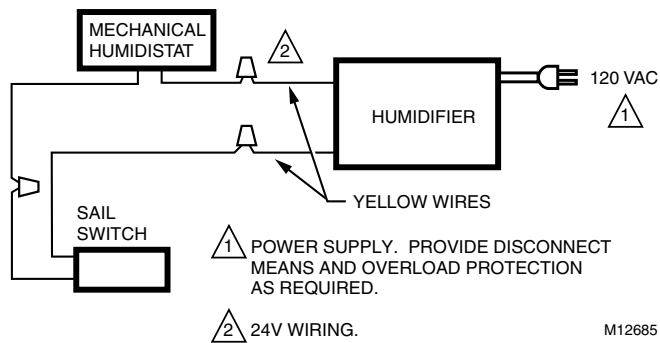 MECHANICAL
HUMIDISTAT
2
120 VAC
1
HUMIDIFIER
YELLOW WIRES
SAIL
SWITCH
1 POWER SUPPLY. PROVIDE DISCONNECT
MEANS AND OVERLOAD PROTECTION
AS REQUIRED.
2 24V WIRING.
M12685